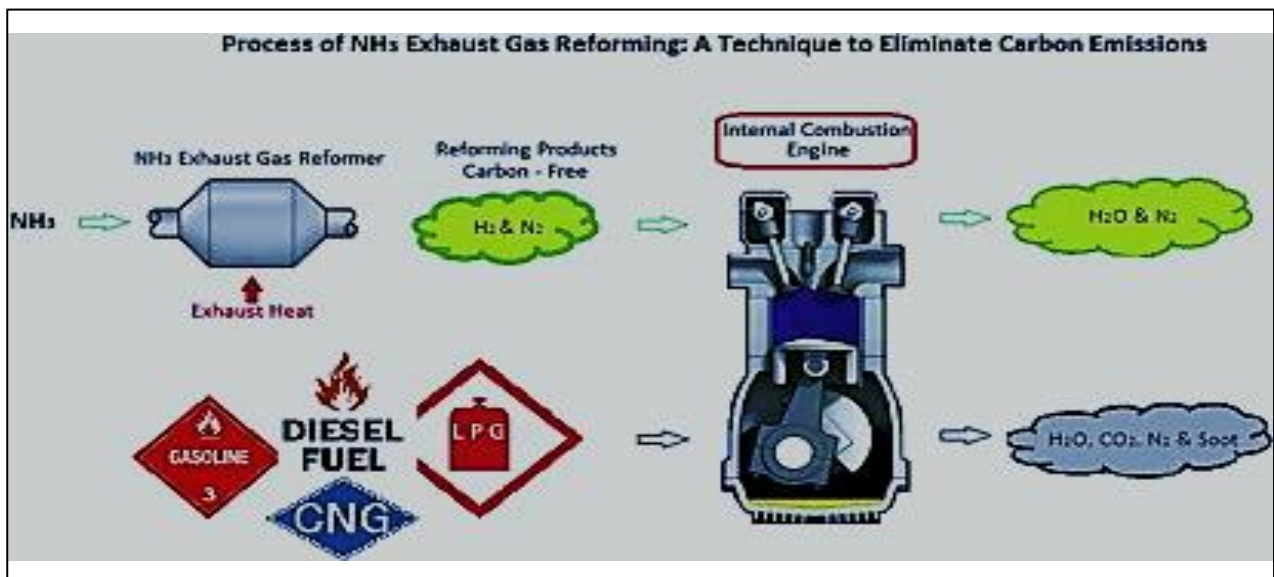 Process of NH₃ Exhaust Gas Reforming: A Technique to Eliminate Carbon Emissions
Internal Combustion
Engine
NH₃ Exhaust Gas Reformer
Reforming Products
Carbon - Free
NH₃
H₂ & N₂
H₂O & N₂
Exhaust Heat
GASOLINE
3
DIESEL
FUEL
CNG
LPG
H₂O, CO₂, N₂ & Soot